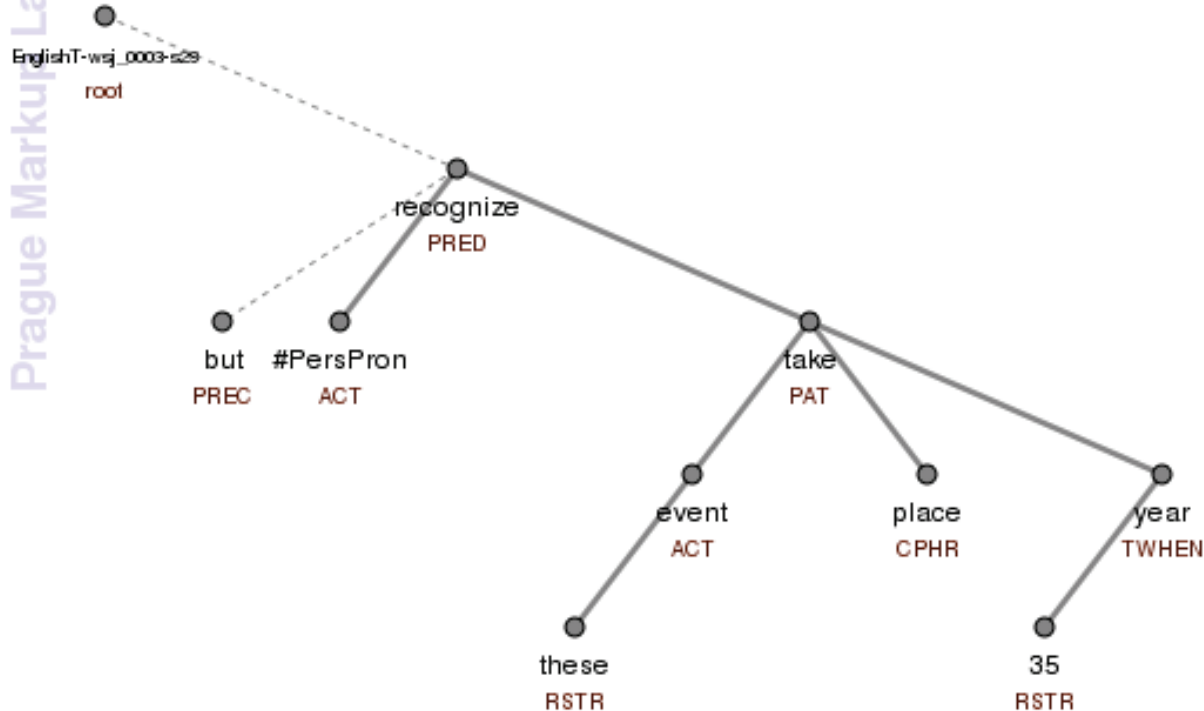 Prague Markup La
EnglishT-wsj_0003-s29
root
recognize
PRED
but #PersPron take
PREC ACT PAT
event place year
ACT CPHR TWHEN
these 35
RSTR RSTR